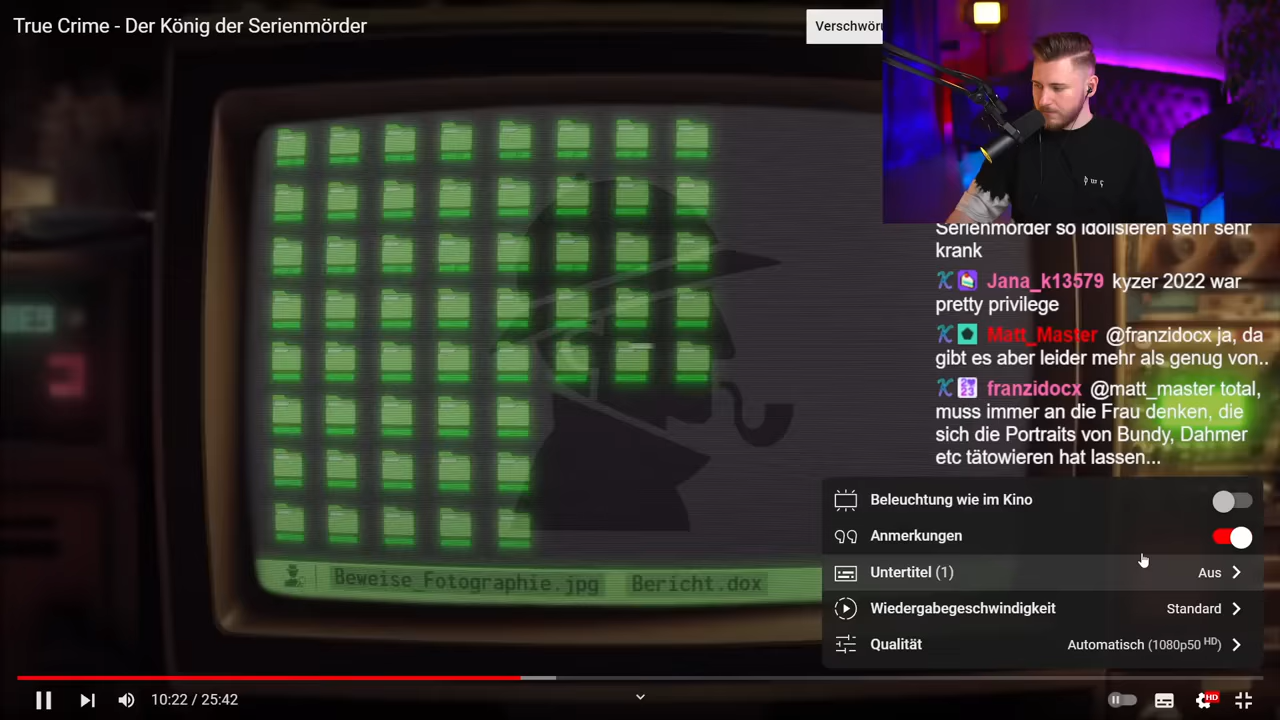 True Crime - Der König der Serienmörder
Verschwöru
Serienmörder so idolisieren sehr sehr
krank
Jana_k13579 kyzer 2022 war
pretty privilege
Matt_Master @franzidocx ja, da
gibt es aber leider mehr als genug von..
franzidocx @matt_master total,
muss immer an die Frau denken, die
sich die Portraits von Bundy, Dahmer
etc tätowieren hat lassen...
Beleuchtung wie im Kino
Anmerkungen
Untertitel (1) Aus
Wiedergabegeschwindigkeit Standard
Qualität Automatisch (1080p50 HD)
Beweise_Fotographie.jpg Bericht.dox
10:22 / 25:42
HD